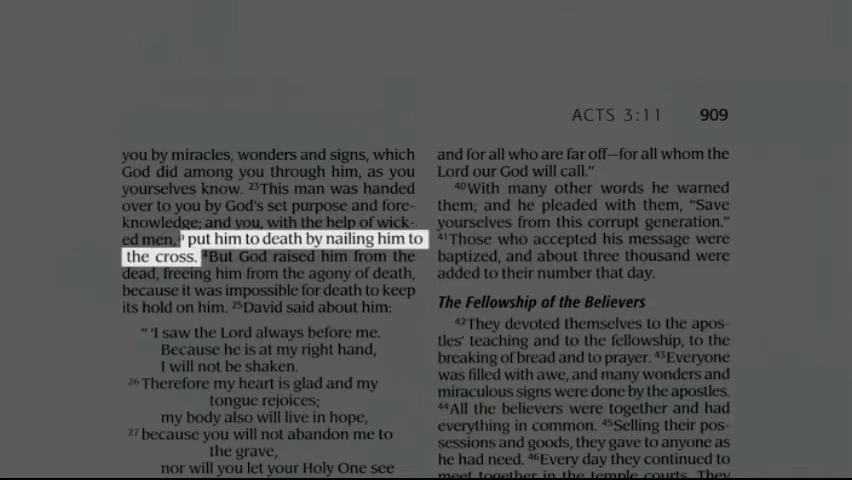 ACTS 3:11 909
you by miracles, wonders and signs, which
God did among you through him, as you
yourselves know. 23This man was handed
over to you by God's set purpose and fore-
knowledge; and you, with the help of wick-
ed men, put him to death by nailing him to
the cross. But God raised him from the
dead, freeing him from the agony of death,
because it was impossible for death to keep
its hold on him. 25David said about him:
" 'I saw the Lord always before me.
Because he is at my right hand,
I will not be shaken.
26Therefore my heart is glad and my
tongue rejoices;
my body also will live in hope,
27because you will not abandon me to
the grave,
nor will you let your Holy One see
and for all who are far off—for all whom the
Lord our God will call."
40With many other words he warned
them; and he pleaded with them, "Save
yourselves from this corrupt generation."
41Those who accepted his message were
baptized, and about three thousand were
added to their number that day.
The Fellowship of the Believers
42They devoted themselves to the apos-
tles' teaching and to the fellowship, to the
breaking of bread and to prayer. 43Everyone
was filled with awe, and many wonders and
miraculous signs were done by the apostles.
44All the believers were together and had
everything in common. 45Selling their pos-
sessions and goods, they gave to anyone as
he had need. 46Every day they continued to
meet together in the temple courts. They